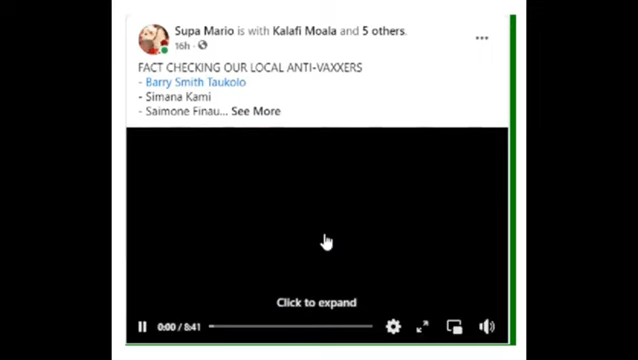 Supa Mario is with Kalafi Moala and 5 others.
16h ·
FACT CHECKING OUR LOCAL ANTI-VAXXERS
- Barry Smith Taukolo
- Simana Kami
- Saimone Finau... See More
Click to expand
0:00 / 8:41